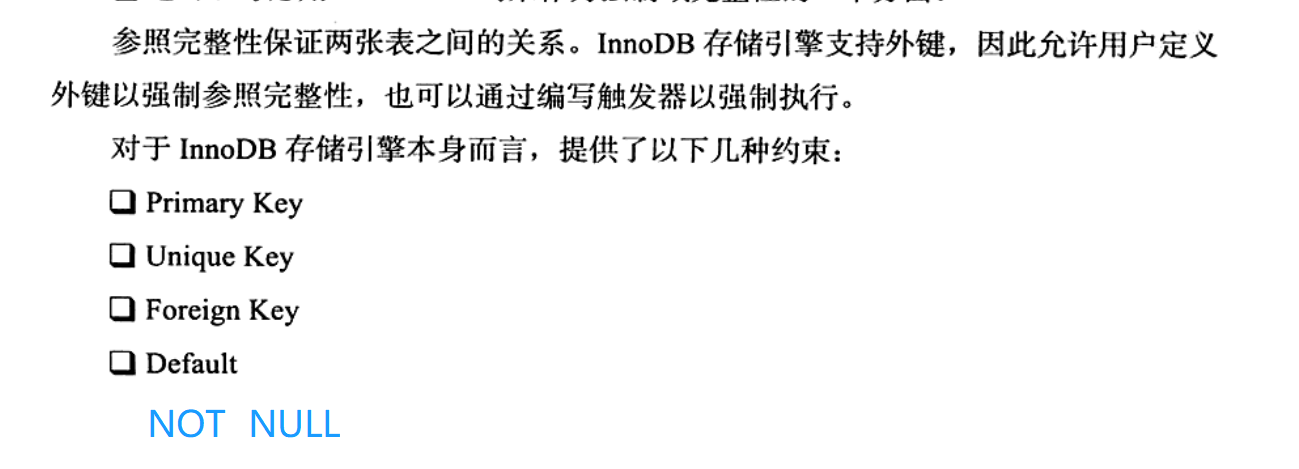 参照完整性保证两张表之间的关系。InnoDB 存储引擎支持外键，因此允许用户定义
外键以强制参照完整性，也可以通过编写触发器以强制执行。
对于 InnoDB 存储引擎本身而言，提供了以下几种约束：
❑ Primary Key
❑ Unique Key
❑ Foreign Key
❑ Default
NOT NULL